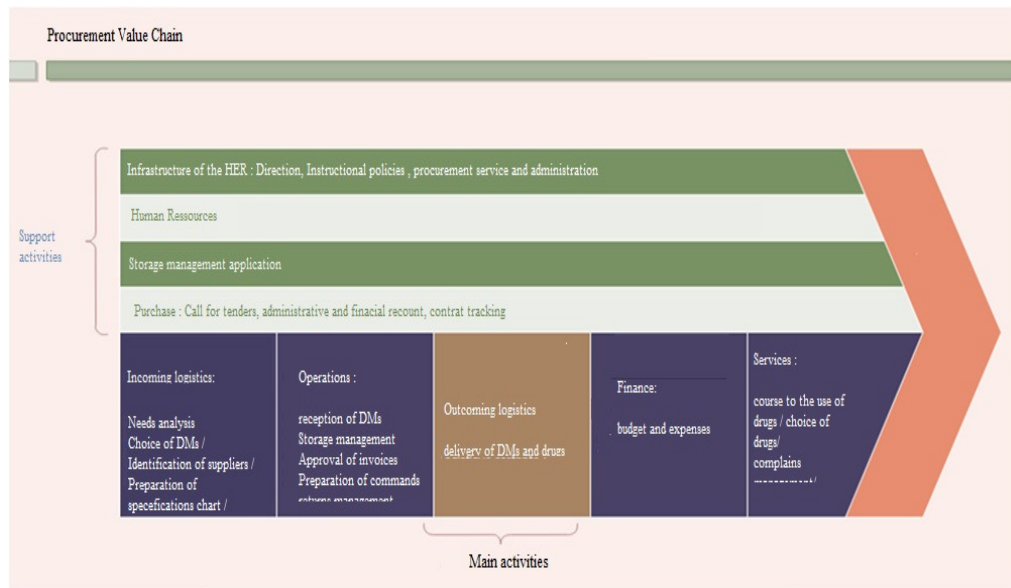 Procurement Value Chain
Infrastructure of the HER : Direction, Instructional policies , procurement service and administration
Human Ressources
Support
activities
Storage management application
Purchase : Call for tenders, administrative and finacial recount, contrat tracking
Incoming logistics:
Needs analysis
Choice of DMs /
Identification of suppliers /
Preparation of
specefications chart /
Operations :
reception of DMs
Storage management
Approval of invoices
Preparation of commands
returns management
Outcoming logistics
delivery of DMs and drugs
Finance:
budget and expenses
Services :
course to the use of
drugs / choice of
drugs/
complains
management/
Main activities